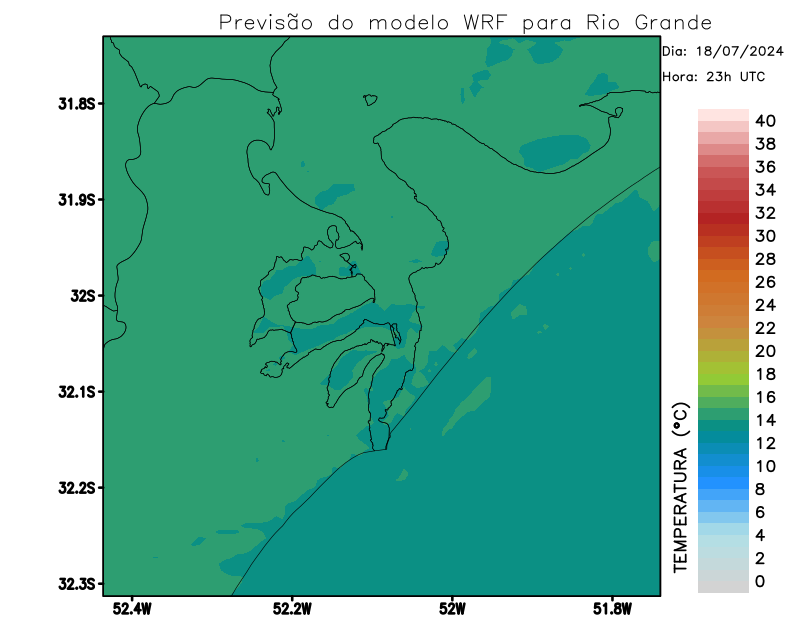 Previsão do modelo WRF para Rio Grande
Dia: 18/07/2024
Hora: 23h UTC
31.8S
31.9S
32S
32.1S
32.2S
32.3S
52.4W
52.2W
52W
51.8W
TEMPERATURA (°C)
40
38
36
34
32
30
28
26
24
22
20
18
16
14
12
10
8
6
4
2
0